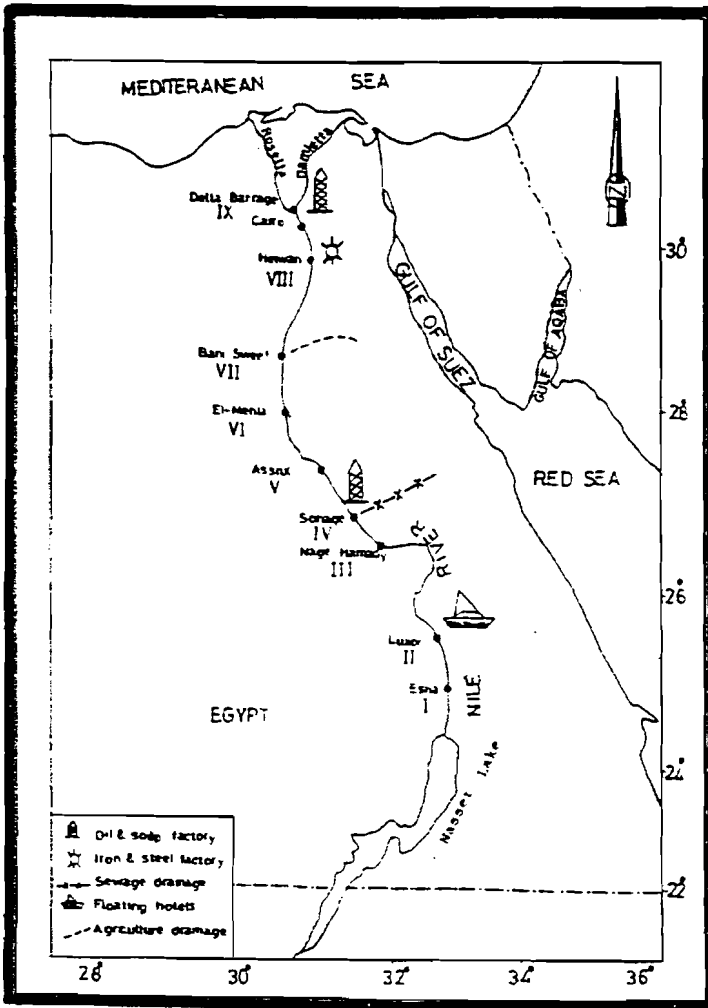 MEDITERANEAN SEA
Rosette
Damietta
Delta Barrage
IX
Cairo
Helwan
VIII
30°
GULF OF SUEZ
GULF OF AQABA
Bani Swef
VII
El-Menia
VI
28°
Assiut
V
RED SEA
Sohage
IV
Nage Hamady
III
RIVER
26°
Luxor
II
Esna
I
NILE
EGYPT
24°
Nasser Lake
Oil & soap factory
Iron & steel factory
Sewage drainage
Floating hotels
Agriculture drainage
22°
28° 30° 32° 34° 36°